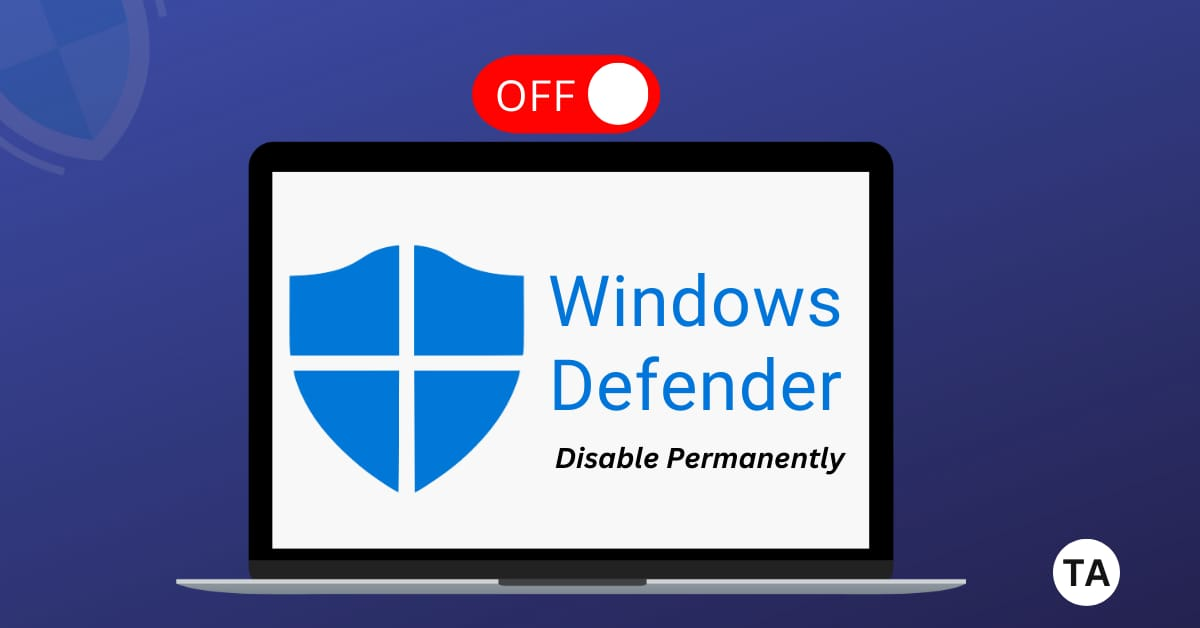 OFF
Windows
Defender
Disable Permanently
TA